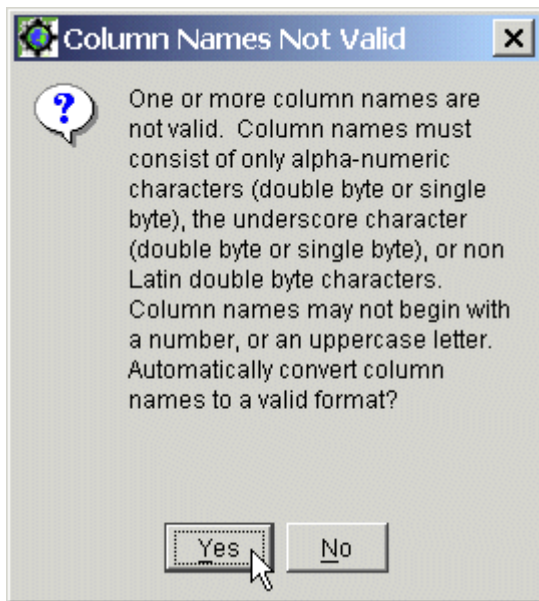 Column Names Not Valid
One or more column names are
not valid.  Column names must
consist of only alpha-numeric
characters (double byte or single
byte), the underscore character
(double byte or single byte), or non
Latin double byte characters.
Column names may not begin with
a number, or an uppercase letter.
Automatically convert column
names to a valid format?
Yes No